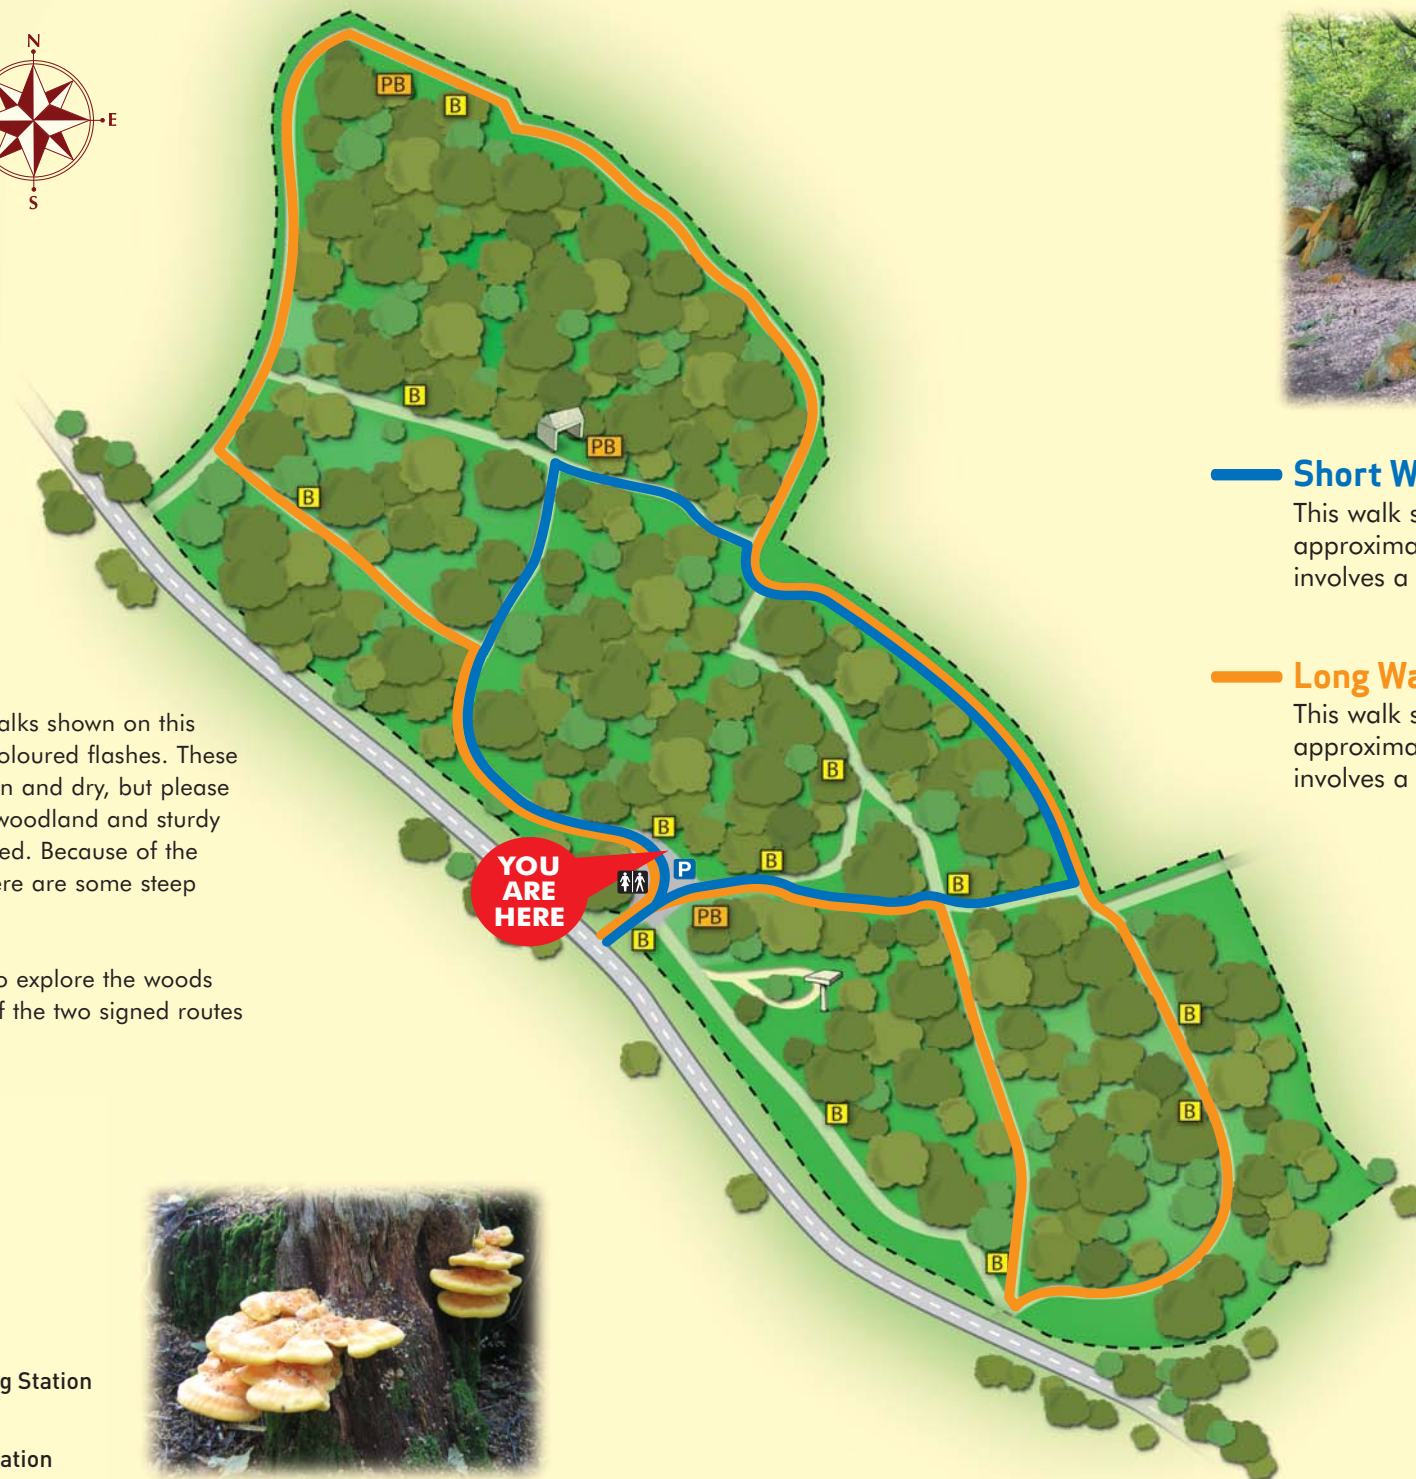 N
E
S
PB
B
B
PB
B
Short W
This walk s
approxima
involves a
Long Wa
This walk s
approxima
involves a
alks shown on this
oloured flashes. These
n and dry, but please
woodland and sturdy
ed. Because of the
ere are some steep
o explore the woods
f the two signed routes
B
B
B
B
YOU
ARE
HERE
P
PB
B
B
B
B
B
g Station
ation